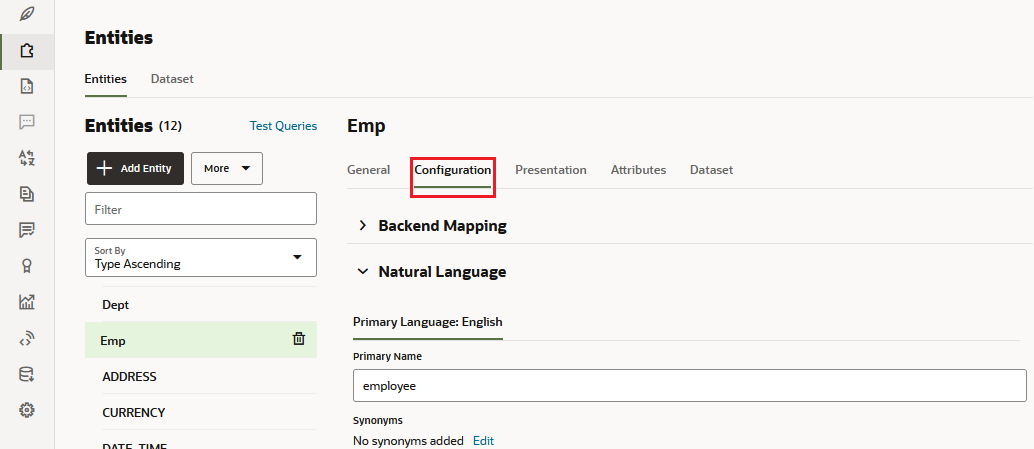 Entities
Entities Dataset
Entities (12) Test Queries
Add Entity More
Filter
Sort By
Type Ascending
Dept
Emp
ADDRESS
CURRENCY
DATE_TIME
Emp
General Configuration Presentation Attributes Dataset
Backend Mapping
Natural Language
Primary Language: English
Primary Name
employee
Synonyms
No synonyms added Edit